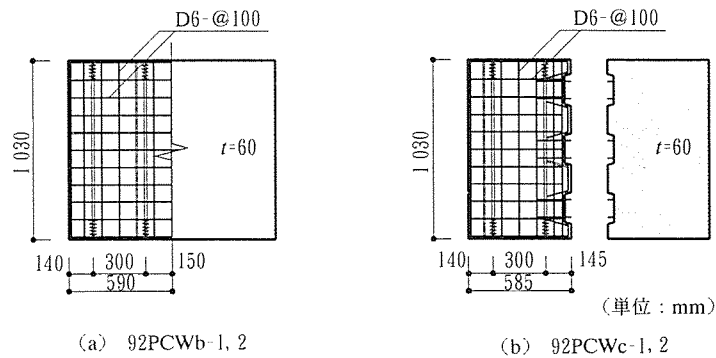 D6-@100
1 030
t=60
140 300 150
590
(a) 92PCWb-1, 2
D6-@100
1 030
t=60
140 300 145
585
(単位：mm)
(b) 92PCWc-1, 2